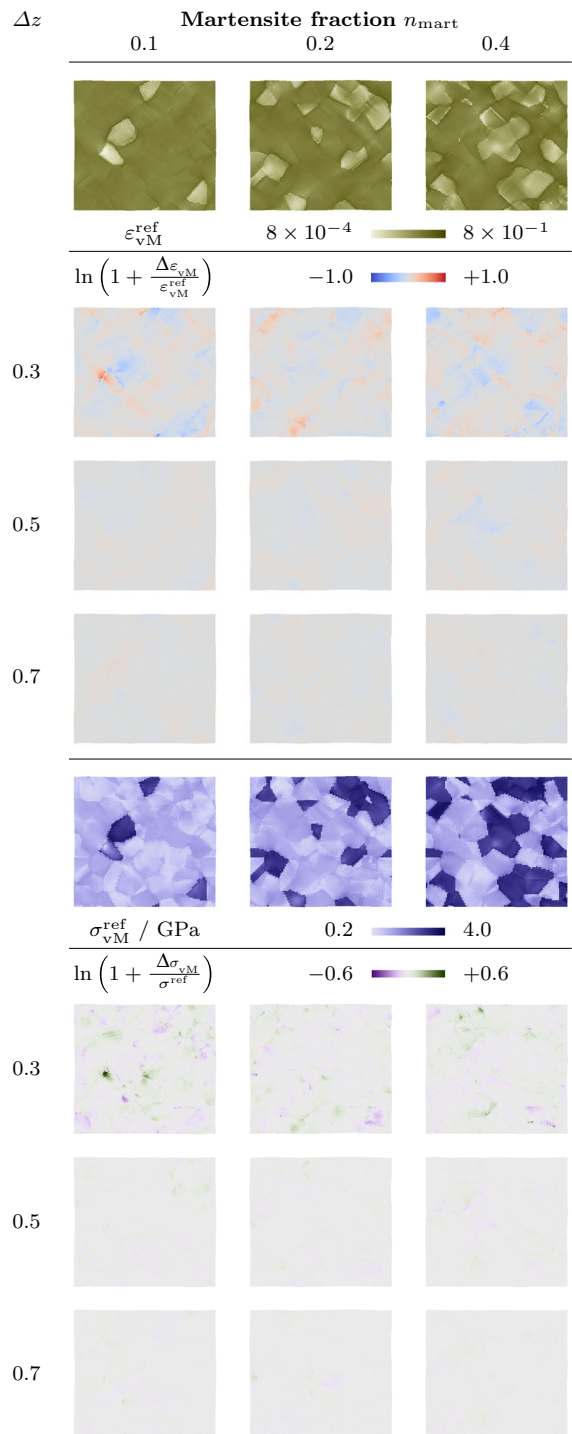 Δz Martensite fraction n_mart
0.1 0.2 0.4
ε_vM^ref 8 × 10⁻⁴ 8 × 10⁻¹
ln(1 + Δε_vM / ε_vM^ref) −1.0 +1.0
0.3
0.5
0.7
σ_vM^ref / GPa 0.2 4.0
ln(1 + Δσ_vM / σ^ref) −0.6 +0.6
0.3
0.5
0.7